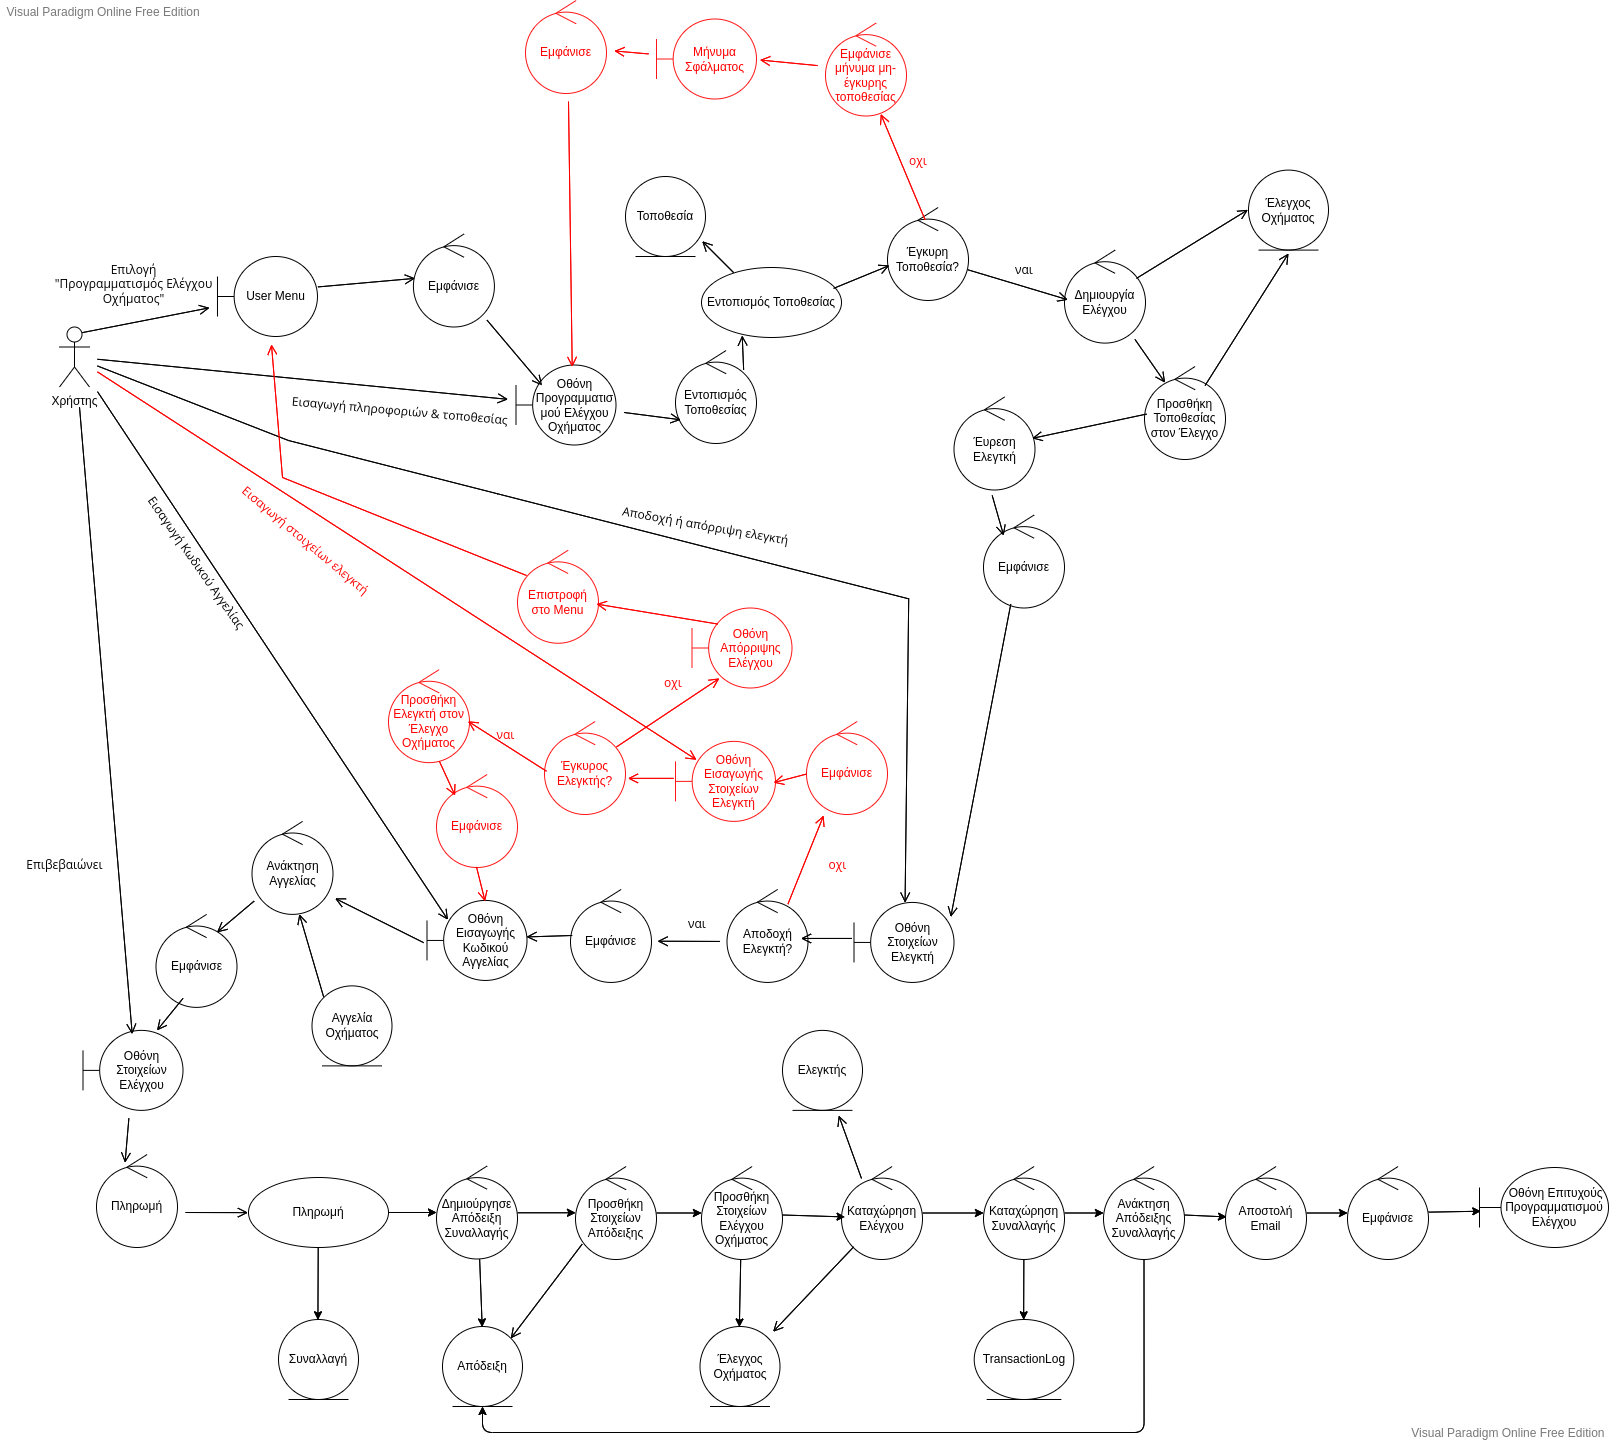 Visual Paradigm Online Free Edition
Εμφάνισε
Μήνυμα
Σφάλματος
Εμφάνισε
μήνυμα μη-
έγκυρης
τοποθεσίας
οχι
Τοποθεσία
Έλεγχος
Οχήματος
Επιλογή
"Προγραμματισμός Ελέγχου
Οχήματος"
User Menu
Εμφάνισε
Εντοπισμός Τοποθεσίας
Έγκυρη
Τοποθεσία?
ναι
Δημιουργία
Ελέγχου
Χρήστης
Εισαγωγή πληροφοριών & τοποθεσίας
Οθόνη
Προγραμματισ
μού Ελέγχου
Οχήματος
Εντοπισμός
Τοποθεσίας
Προσθήκη
Τοποθεσίας
στον Έλεγχο
Έυρεση
Ελεγτκή
Εισαγωγή Κωδικού Αγγελίας
Εισαγωγή στοιχείων ελεγκτή
Αποδοχή ή απόρριψη ελεγκτή
Εμφάνισε
Επιστροφή
στο Menu
Οθόνη
Απόρριψης
Ελέγχου
οχι
Προσθήκη
Ελεγκτή στον
Έλεγχο
Οχήματος
ναι
Έγκυρος
Ελεγκτής?
Οθόνη
Εισαγωγής
Στοιχείων
Ελεγκτή
Εμφάνισε
Εμφάνισε
οχι
Επιβεβαιώνει
Ανάκτηση
Αγγελίας
Οθόνη
Εισαγωγής
Κωδικού
Αγγελίας
Εμφάνισε
ναι
Αποδοχή
Ελεγκτή?
Οθόνη
Στοιχείων
Ελεγκτή
Εμφάνισε
Αγγελία
Οχήματος
Οθόνη
Στοιχείων
Ελέγχου
Ελεγκτής
Πληρωμή
Πληρωμή
Δημιούργησε
Απόδειξη
Συναλλαγής
Προσθήκη
Στοιχείων
Απόδειξης
Προσθήκη
Στοιχείων
Ελέγχου
Οχήματος
Καταχώρηση
Ελέγχου
Καταχώρηση
Συναλλαγής
Ανάκτηση
Απόδειξης
Συναλλαγής
Αποστολή
Email
Εμφάνισε
Οθόνη Επιτυχούς
Προγραμματισμού
Ελέγχου
Συναλλαγή
Απόδειξη
Έλεγχος
Οχήματος
TransactionLog
Visual Paradigm Online Free Edition